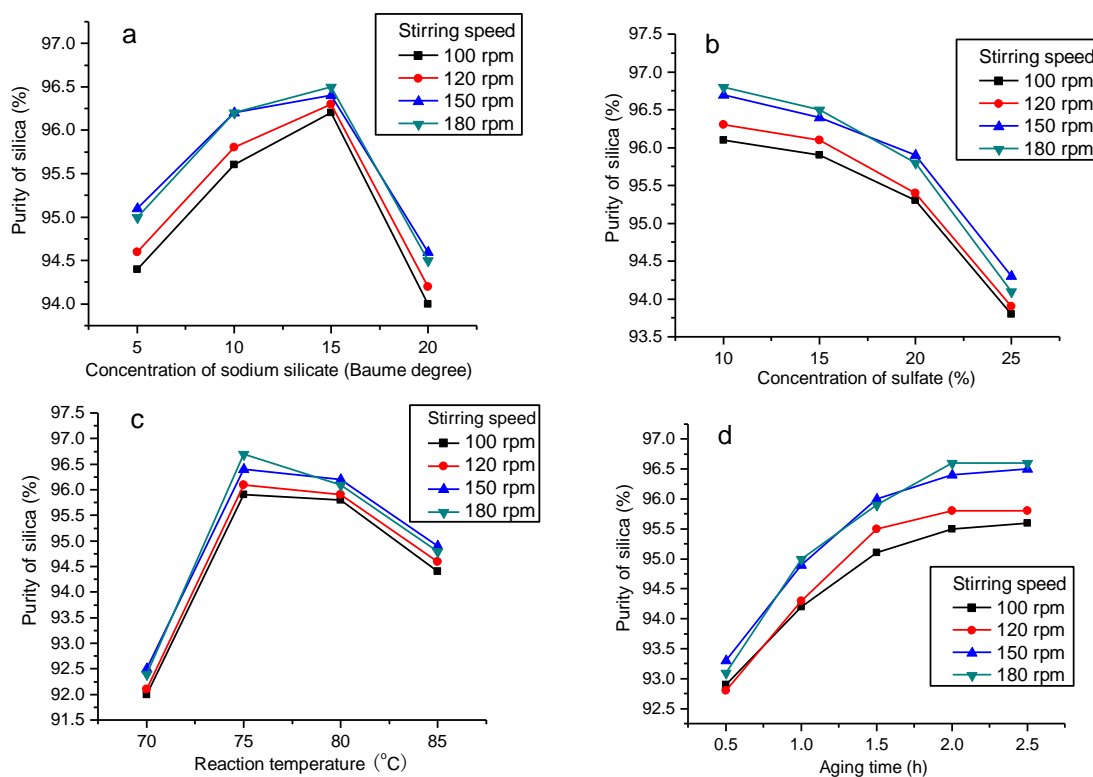 a
Stirring speed
100 rpm
120 rpm
150 rpm
180 rpm
97.0
96.5
96.0
95.5
95.0
94.5
94.0
Purity of silica (%)
5 10 15 20
Concentration of sodium silicate (Baume degree)
b
Stirring speed
100 rpm
120 rpm
150 rpm
180 rpm
97.5
97.0
96.5
96.0
95.5
95.0
94.5
94.0
93.5
Purity of silica (%)
10 15 20 25
Concentration of sulfate (%)
c
Stirring speed
100 rpm
120 rpm
150 rpm
180 rpm
97.5
97.0
96.5
96.0
95.5
95.0
94.5
94.0
93.5
93.0
92.5
92.0
91.5
Purity of silica (%)
70 75 80 85
Reaction temperature (°C)
d
97.0
96.5
96.0
95.5
95.0
94.5
94.0
93.5
93.0
92.5
Purity of silica (%)
Stirring speed
100 rpm
120 rpm
150 rpm
180 rpm
0.5 1.0 1.5 2.0 2.5
Aging time (h)